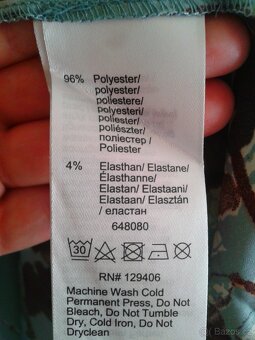 96% Polyester/
polyester/
poliestere/
polyesteri/
poliester/
poliészter/
полиестер /
Poliester
4% Elasthan/ Elastane/
Élasthanne/
Elastan/ Elastaani/
Elastaan/ Elasztán/
/ еластан
648080
30
RN# 129406
Machine Wash Cold
Permanent Press, Do Not
Bleach, Do Not Tumble
Dry, Cold Iron, Do Not
Dryclean